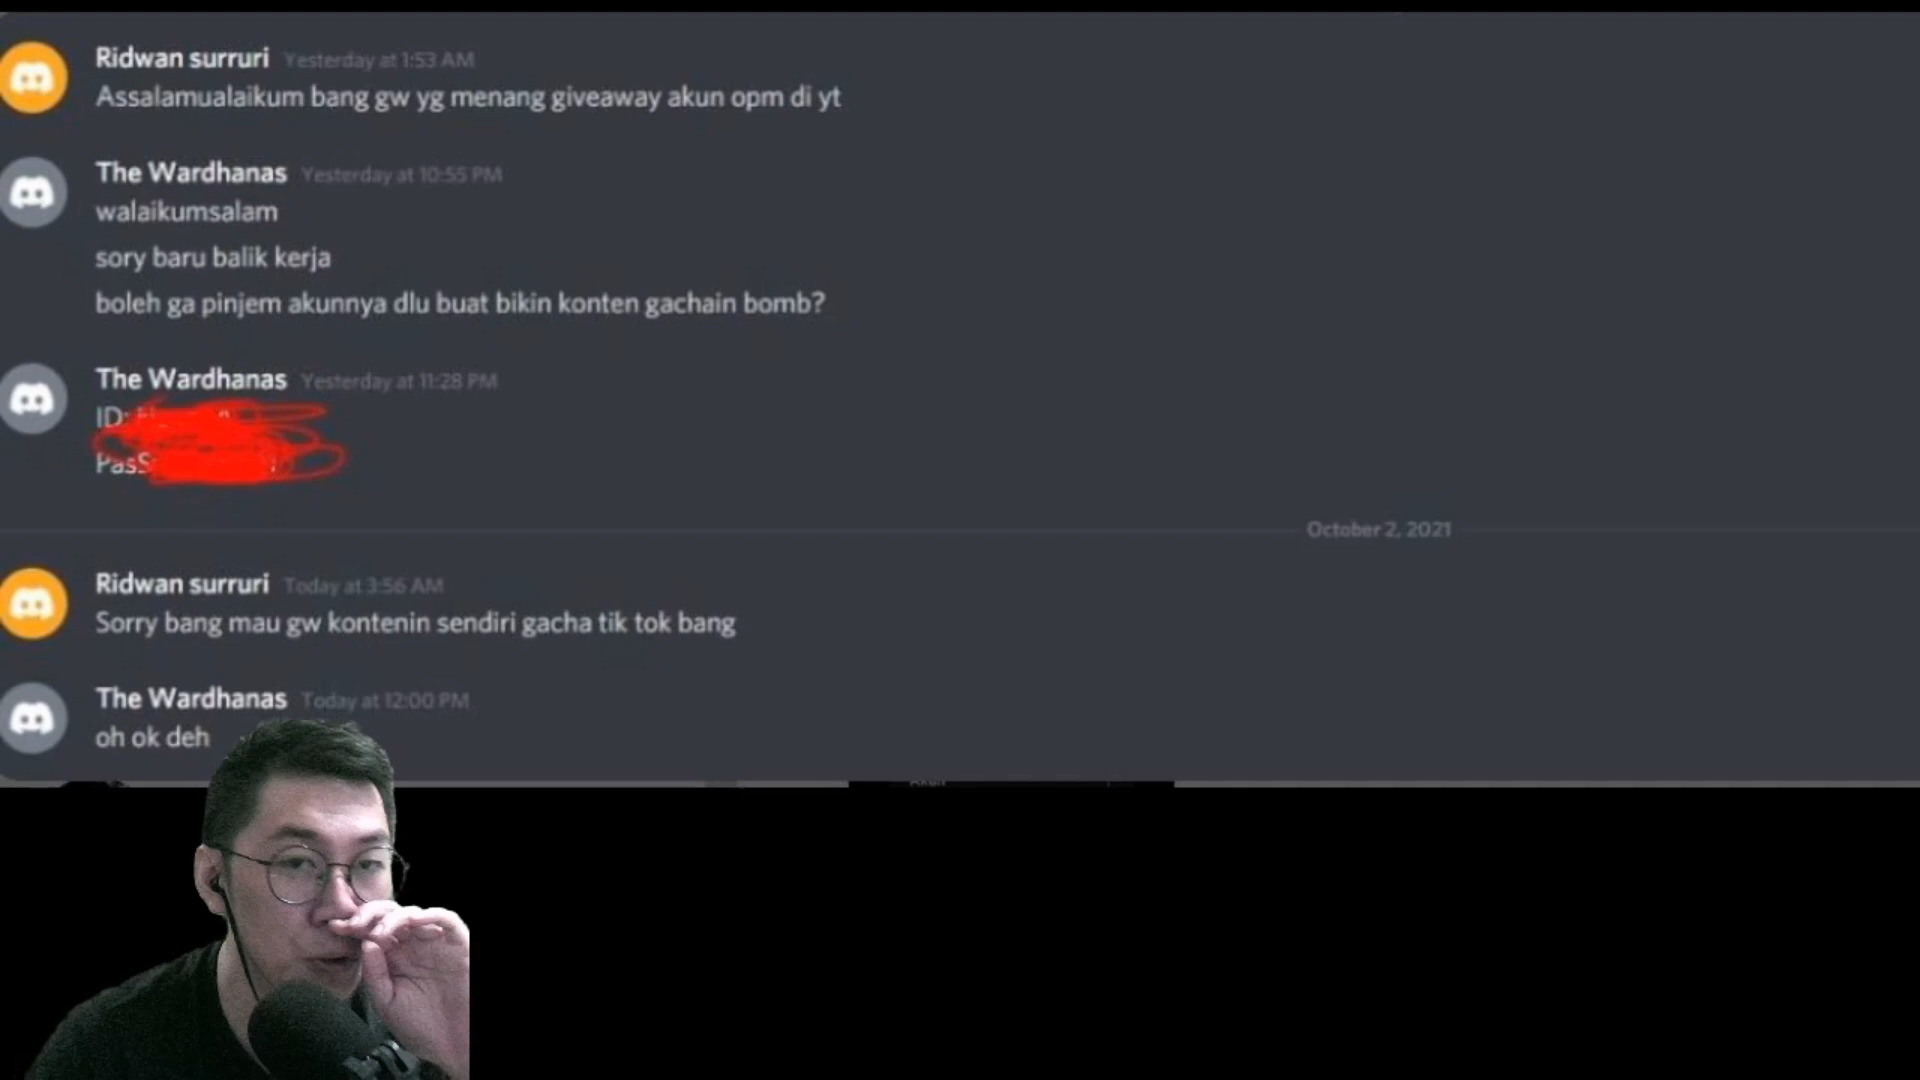 Ridwan surruri Yesterday at 1:53 AM
Assalamualaikum bang gw yg menang giveaway akun opm di yt
The Wardhanas Yesterday at 10:55 PM
walaikumsalam
sory baru balik kerja
boleh ga pinjem akunnya dlu buat bikin konten gachain bomb?
The Wardhanas Yesterday at 11:28 PM
ID:
PasS
October 2, 2021
Ridwan surruri Today at 3:56 AM
Sorry bang mau gw kontenin sendiri gacha tik tok bang
The Wardhanas Today at 12:00 PM
oh ok deh